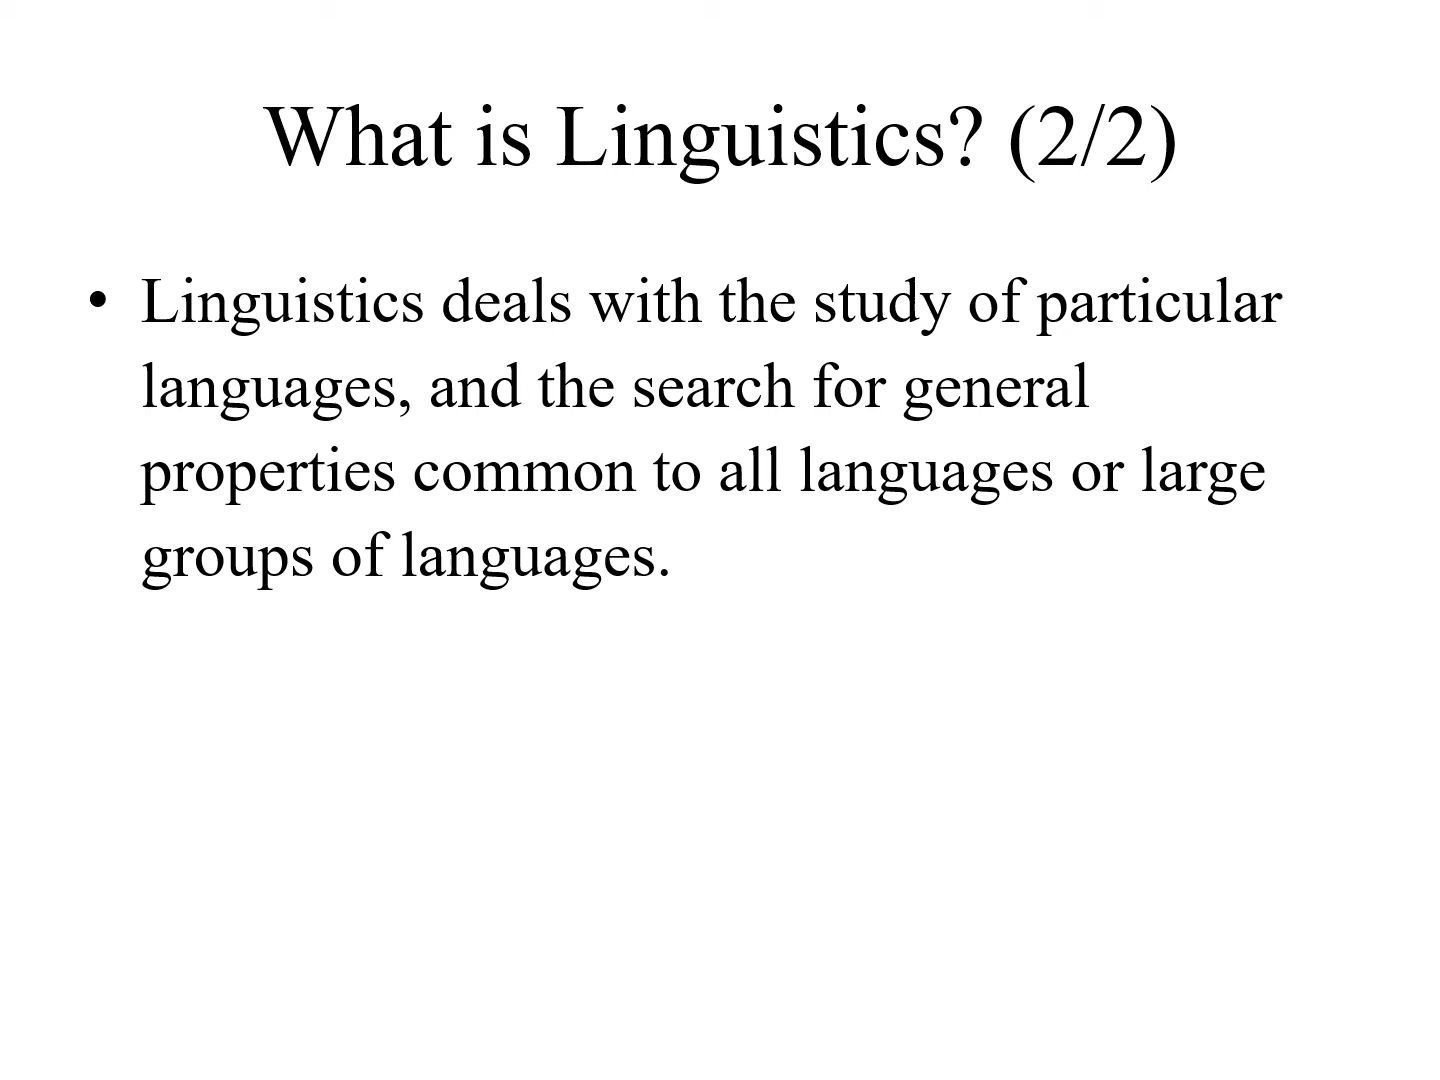 What is Linguistics? (2/2)
• Linguistics deals with the study of particular
languages, and the search for general
properties common to all languages or large
groups of languages.